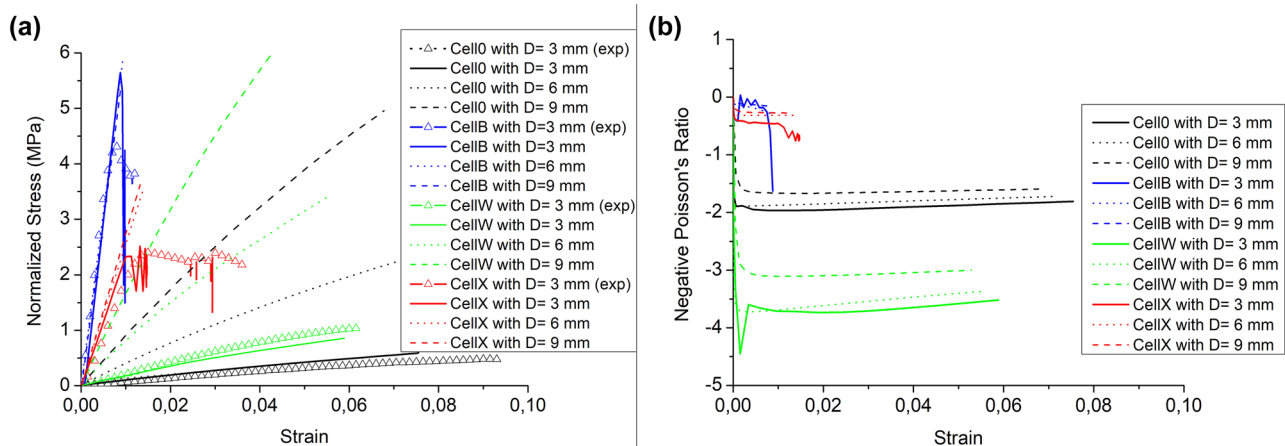 (a)
Normalized Stress (MPa)
6
5
4
3
2
1
0
0,00 0,02 0,04 0,06 0,08 0,10
Strain
Cell0 with D= 3 mm (exp)
Cell0 with D= 3 mm
Cell0 with D= 6 mm
Cell0 with D= 9 mm
CellB with D=3 mm (exp)
CellB with D=3 mm
CellB with D=6 mm
CellB with D=9 mm
CellW with D= 3 mm (exp)
CellW with D= 3 mm
CellW with D= 6 mm
CellW with D= 9 mm
CellX with D= 3 mm (exp)
CellX with D= 3 mm
CellX with D= 6 mm
CellX with D= 9 mm
(b)
Negative Poisson's Ratio
1
0
-1
-2
-3
-4
-5
0,00 0,02 0,04 0,06 0,08 0,10
Strain
Cell0 with D= 3 mm
Cell0 with D= 6 mm
Cell0 with D= 9 mm
CellB with D= 3 mm
CellB with D= 6 mm
CellB with D= 9 mm
CellW with D= 3 mm
CellW with D= 6 mm
CellW with D= 9 mm
CellX with D= 3 mm
CellX with D= 6 mm
CellX with D= 9 mm